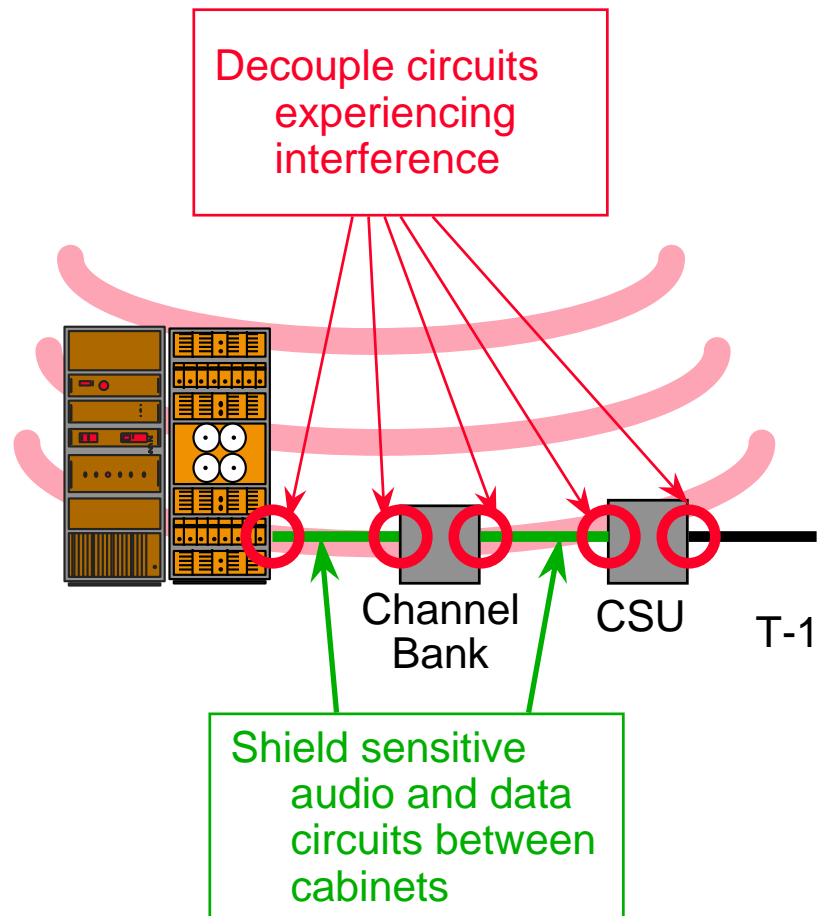 Decouple circuits
experiencing
interference
Channel
Bank
CSU
T-1
Shield sensitive
audio and data
circuits between
cabinets